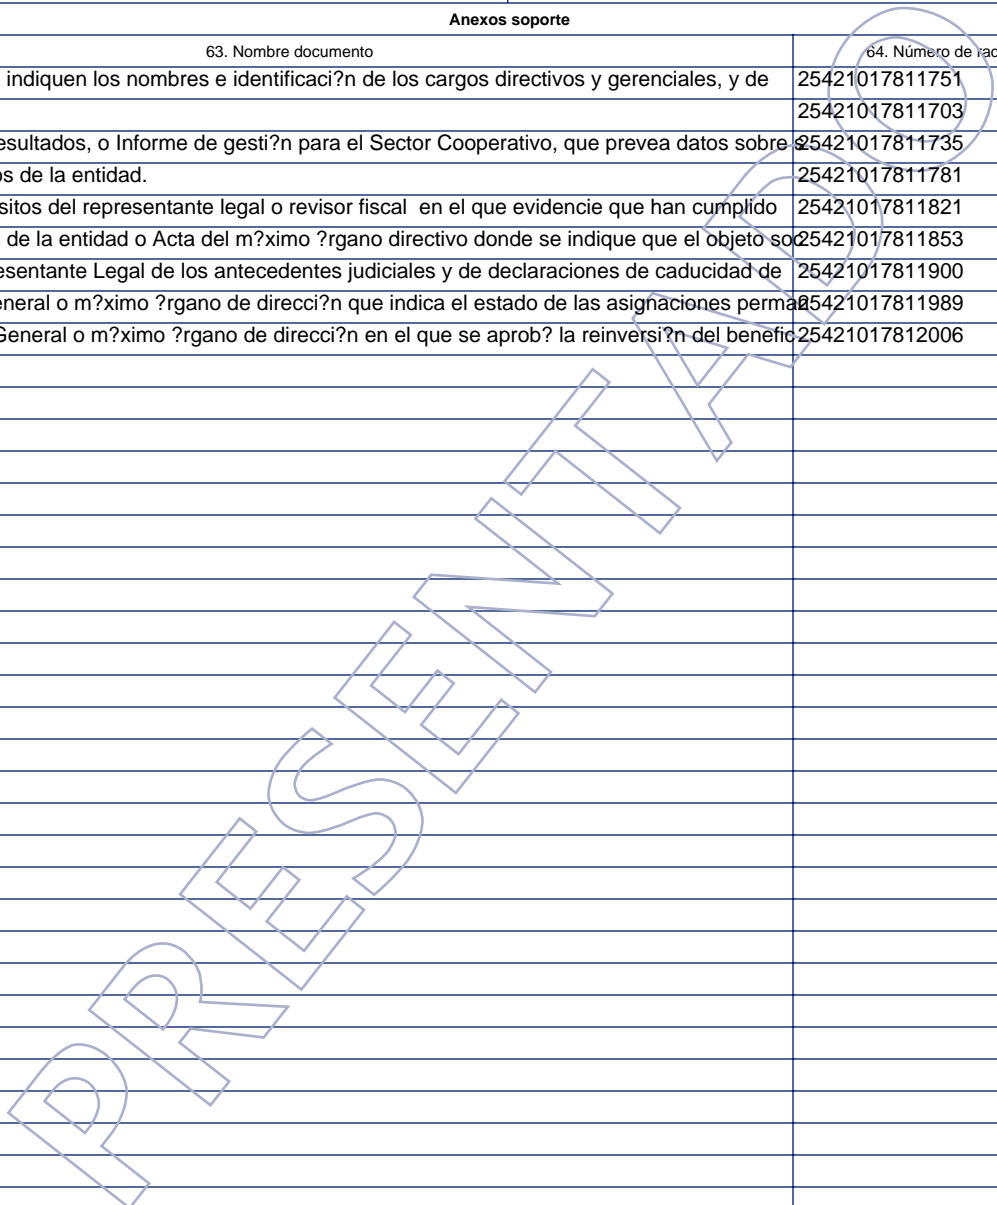 Anexos soporte
63. Nombre documento 64. Número de rad
indiquen los nombres e identificaci?n de los cargos directivos y gerenciales, y de 25421017811751
25421017811703
esultados, o Informe de gesti?n para el Sector Cooperativo, que prevea datos sobre s 25421017811735
os de la entidad. 25421017811781
sitos del representante legal o revisor fiscal en el que evidencie que han cumplido 25421017811821
de la entidad o Acta del m?ximo ?rgano directivo donde se indique que el objeto soc 25421017811853
esentante Legal de los antecedentes judiciales y de declaraciones de caducidad de 25421017811900
eneral o m?ximo ?rgano de direcci?n que indica el estado de las asignaciones perman 25421017811989
General o m?ximo ?rgano de direcci?n en el que se aprob? la reinversi?n del benefic 25421017812006
PRESENTADO